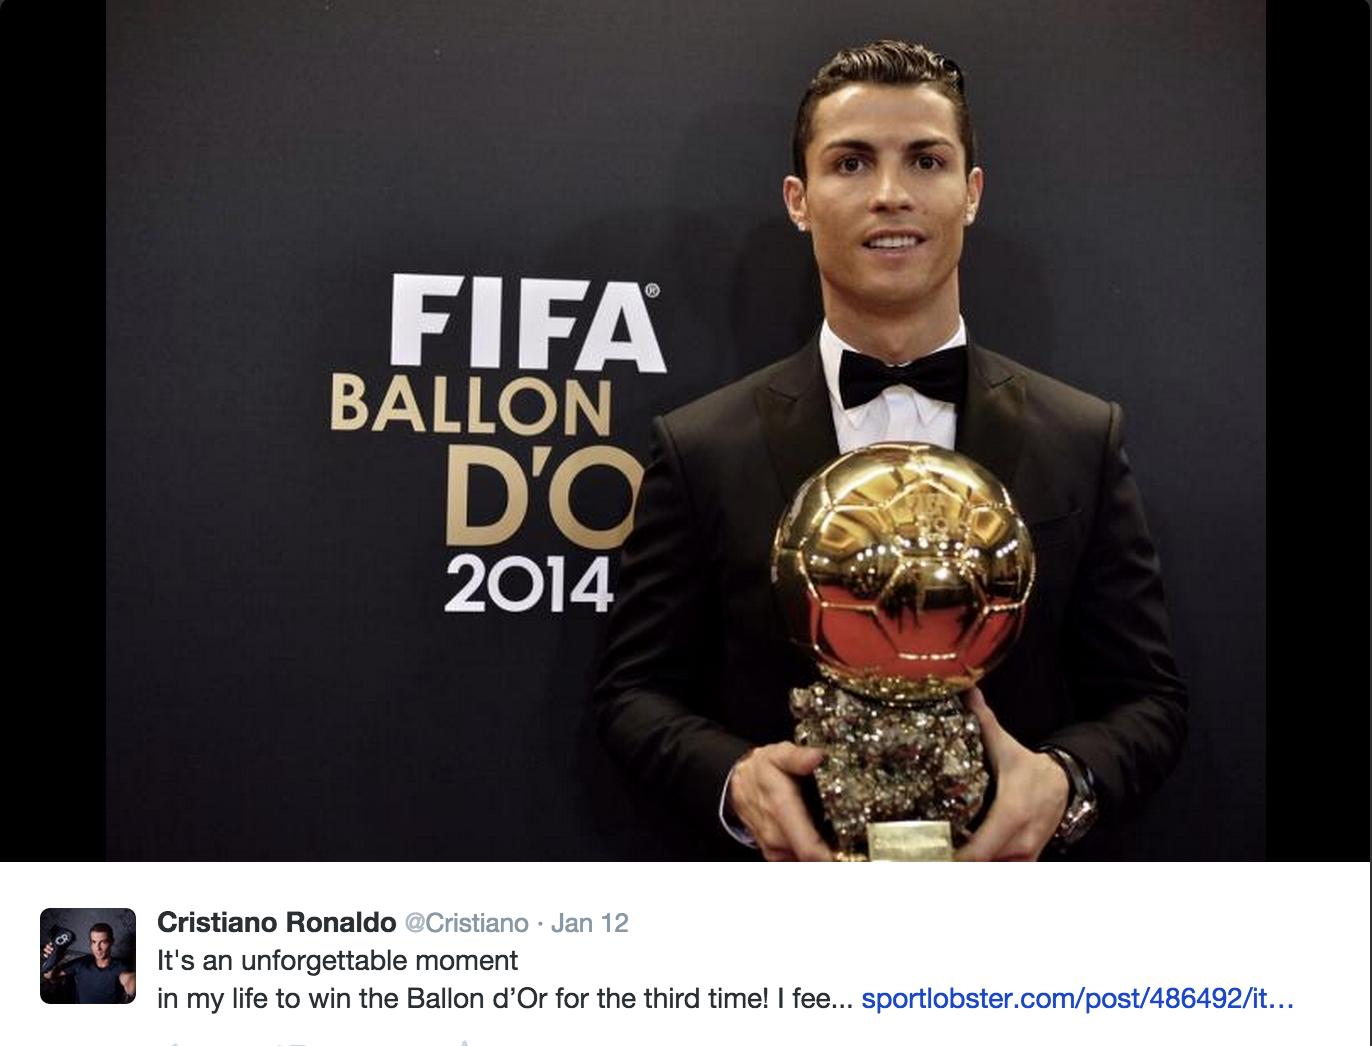 FIFA®
BALLON
D'O
2014
Cristiano Ronaldo @Cristiano · Jan 12
It's an unforgettable moment
in my life to win the Ballon d’Or for the third time! I fee... sportlobster.com/post/486492/it...